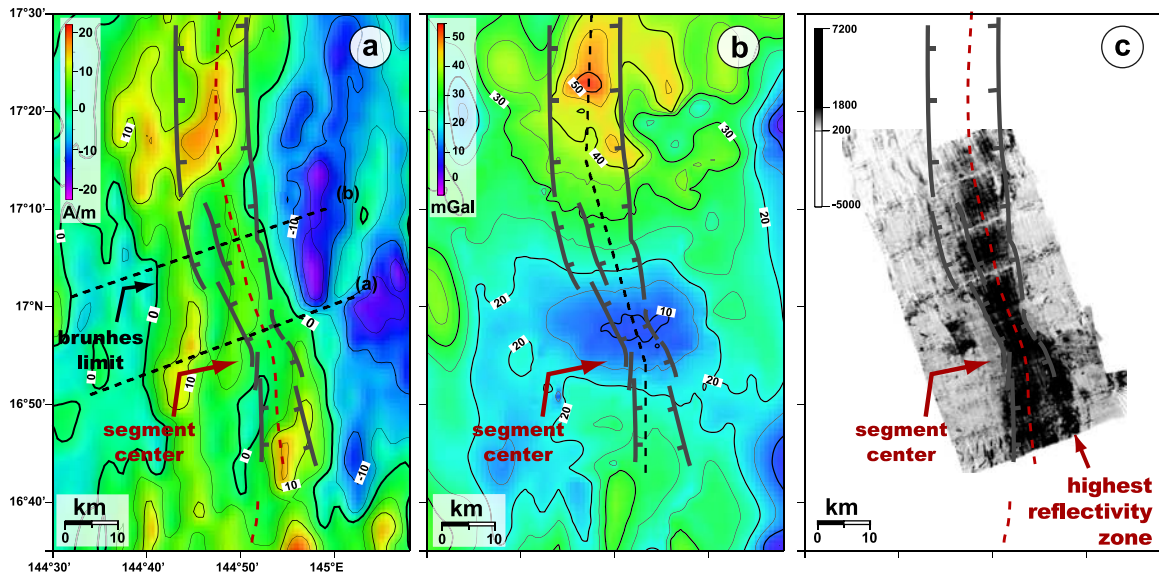 17°30'
17°20'
17°10'
17°N
16°50'
16°40'
144°30'
144°40'
144°50'
145°E
a
20
10
0
-10
-20
A/m
10
0
-10
(b)
(a)
0
0
0
brunhes
limit
10
segment
center
0
-10
10
km
0
10
b
50
40
30
20
10
0
mGal
30
50
30
40
20
20
10
20
20
20
segment
center
km
0
10
c
7200
1800
200
-5000
segment
center
highest
reflectivity
zone
km
0
10